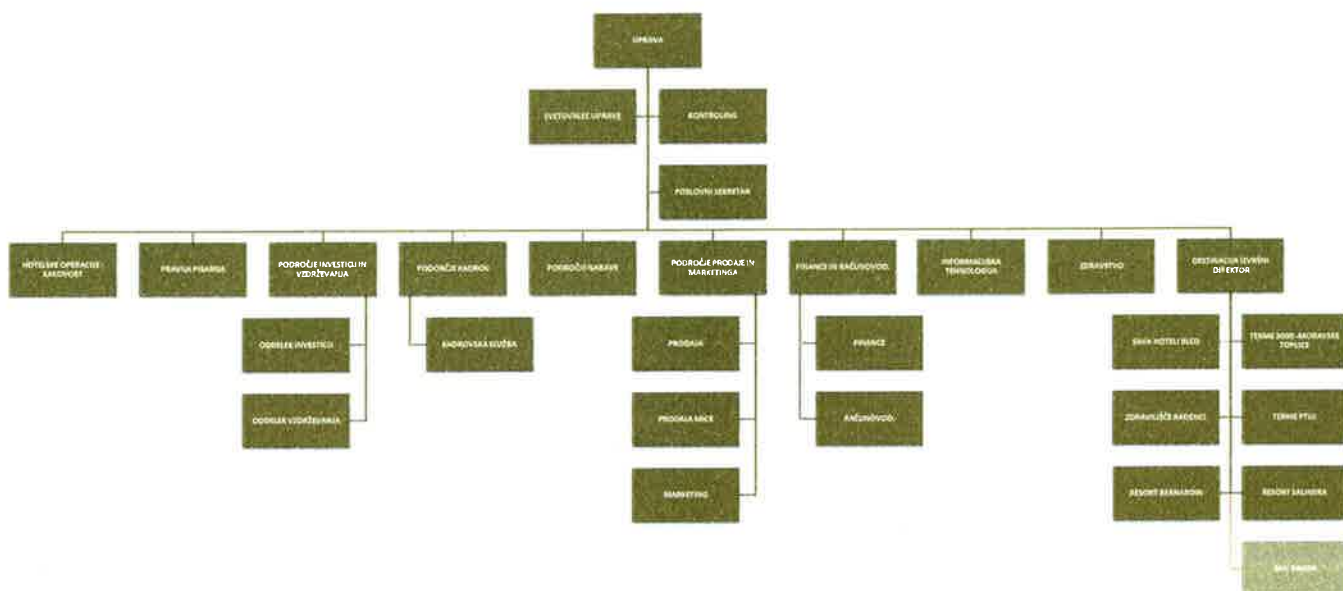 UPRAVA
SVETOVALEC UPRAVE
KONTROLING
POSLOVNI SEKRETAR
HOTELSKE OPERACIJE-
KAKOVOST
PRAVNA PISARNA
PODROČJE INVESTICIJ IN
VZDRŽEVANJA
PODROČJE KADROV
PODROČJE NABAVE
PODROČJE PRODAJE IN
MARKETINGA
FINANCE IN RAČUNOVOD.
INFORMACIJSKA
TEHNOLOGIJA
ZDRAVSTVO
DESTINACIJA IZVRŠNI
DIREKTOR
ODDELEK INVESTICIJ
KADROVSKA SLUŽBA
PRODAJA
FINANCE
SAVA HOTELI BLED
TERME 3000-MORAVSKE
TOPLICE
ODDELEK VZDRŽEVANJA
PRODAJA MICE
RAČUNOVOD.
ZDRAVILIŠČE RADENCI
TERME PTUJ
MARKETING
RESORT BERNARDIN
RESORT SALINERA